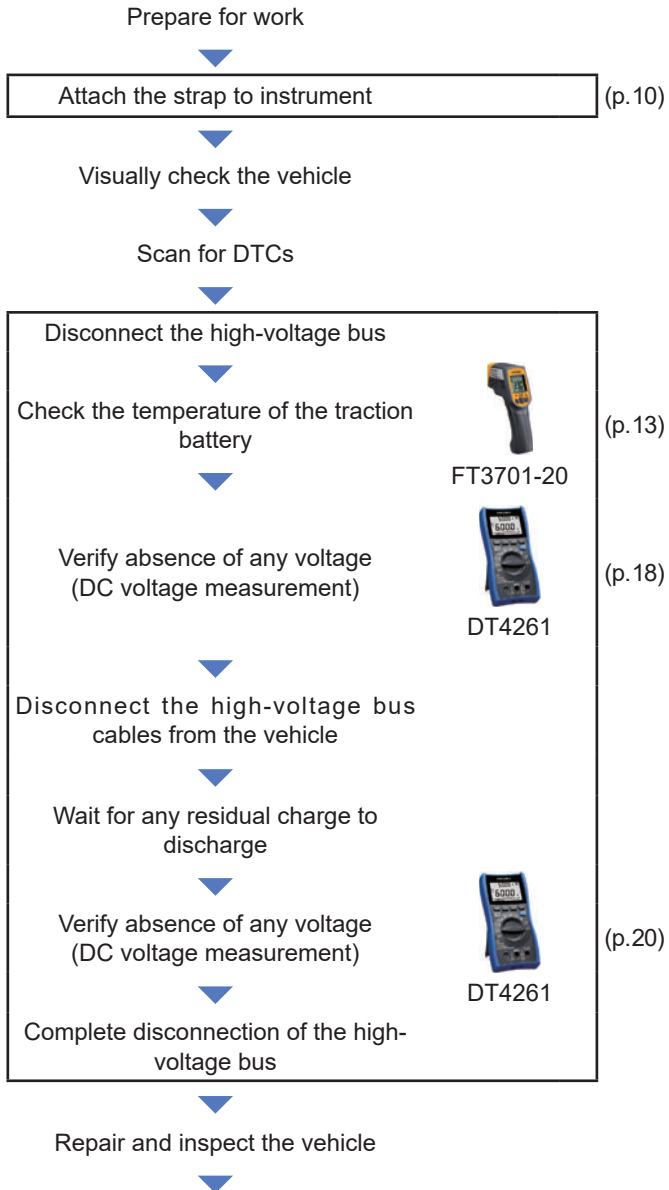 Prepare for work
Attach the strap to instrument
(p.10)
Visually check the vehicle
Scan for DTCs
Disconnect the high-voltage bus
Check the temperature of the traction
battery
(p.13)
FT3701-20
Verify absence of any voltage
(DC voltage measurement)
(p.18)
DT4261
Disconnect the high-voltage bus
cables from the vehicle
Wait for any residual charge to
discharge
Verify absence of any voltage
(DC voltage measurement)
(p.20)
DT4261
Complete disconnection of the high-
voltage bus
Repair and inspect the vehicle